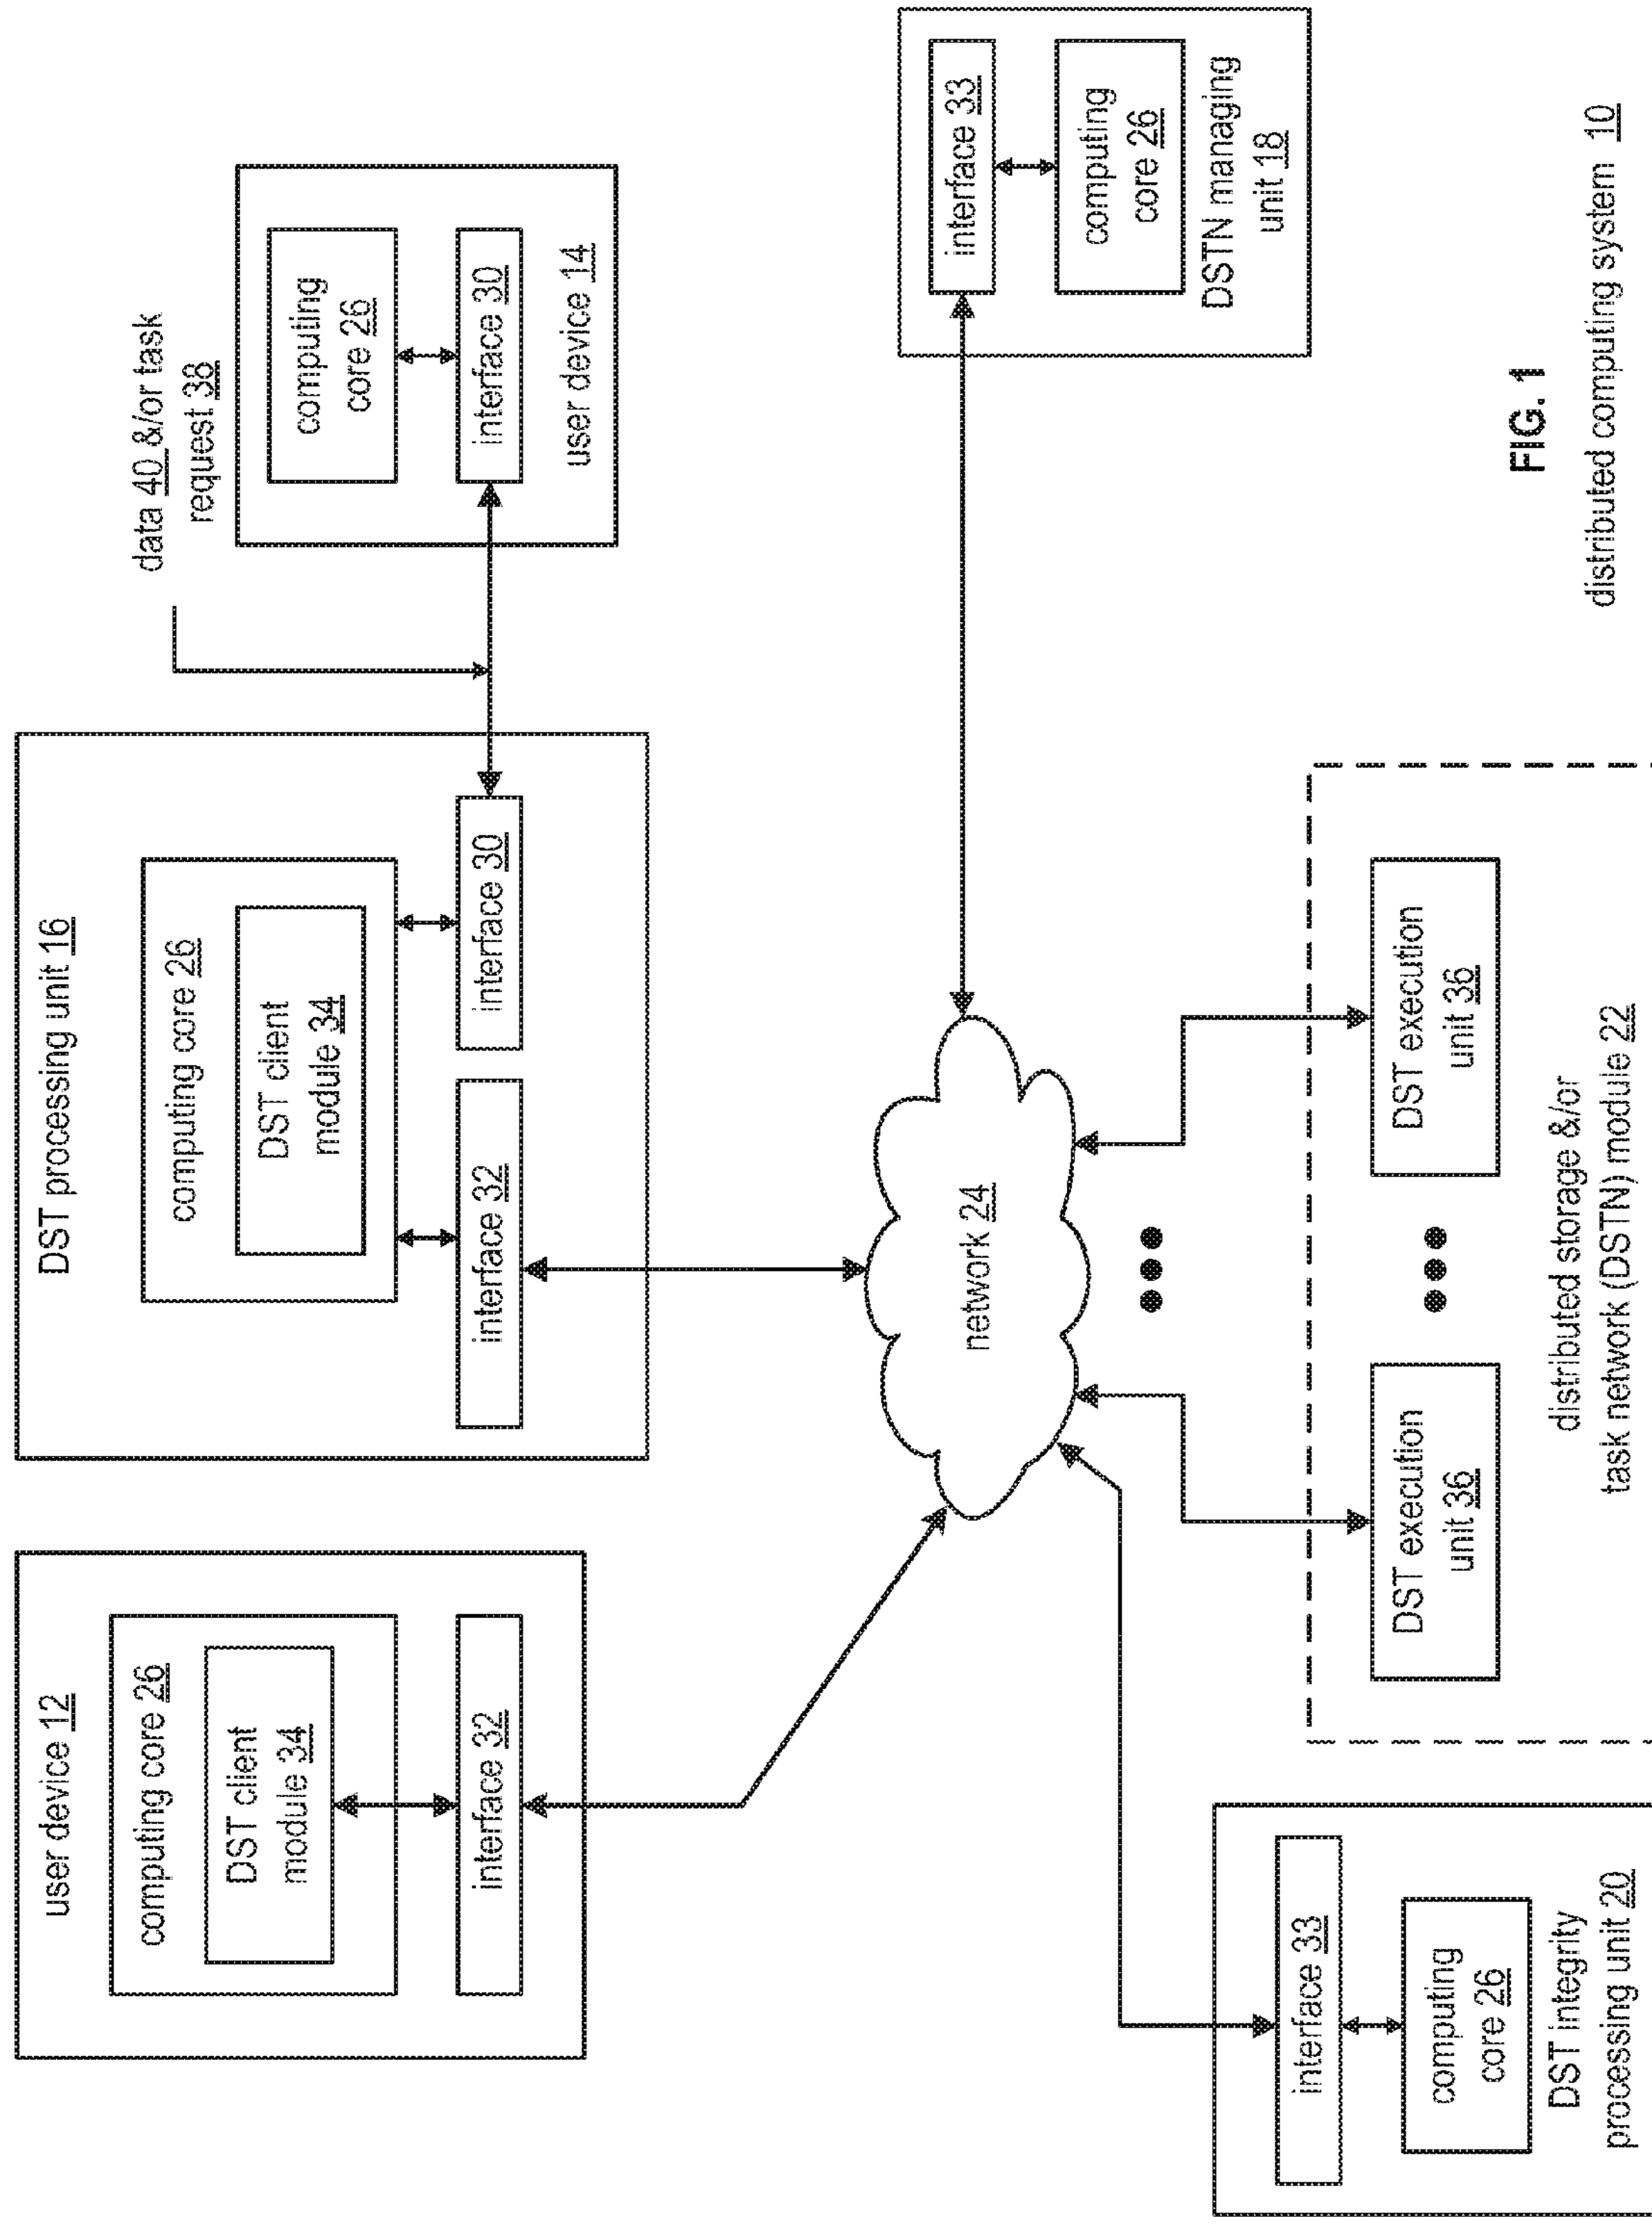 user device 12
computing core 26
DST client
module 34
interface 32
DST processing unit 16
computing core 26
DST client
module 34
interface 32
interface 30
data 40 &/or task
request 38
computing
core 26
interface 30
user device 14
network 24
interface 33
computing
core 26
DSTN managing
unit 18
interface 33
computing
core 26
DST integrity
processing unit 20
DST execution
unit 36
DST execution
unit 36
distributed storage &/or
task network (DSTN) module 22
FIG. 1
distributed computing system 10